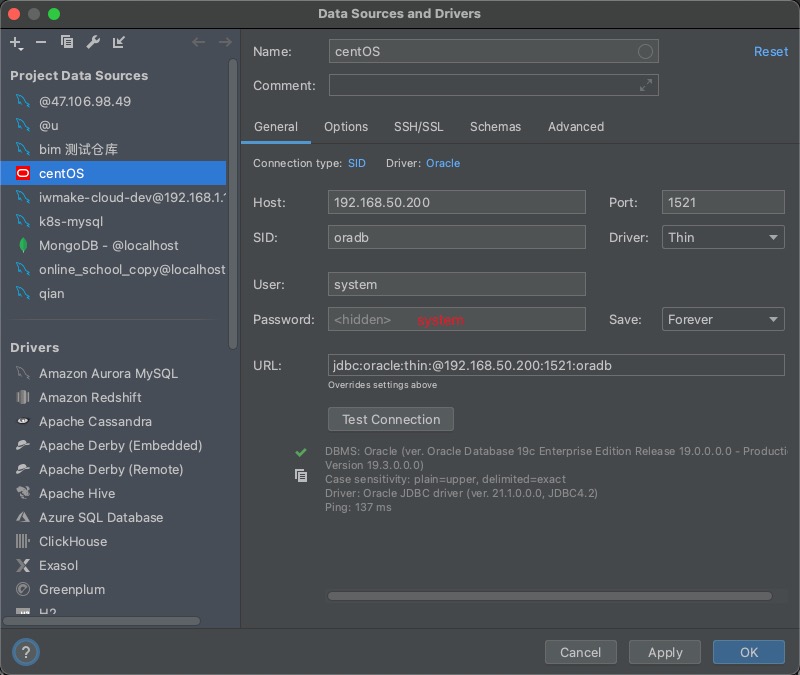 Data Sources and Drivers
Project Data Sources
@47.106.98.49
@u
bim 测试仓库
centOS
iwmake-cloud-dev@192.168.1.
k8s-mysql
MongoDB - @localhost
online_school_copy@localhost
qian
Drivers
Amazon Aurora MySQL
Amazon Redshift
Apache Cassandra
Apache Derby (Embedded)
Apache Derby (Remote)
Apache Hive
Azure SQL Database
ClickHouse
Exasol
Greenplum
H2
Name: centOS Reset
Comment:
General Options SSH/SSL Schemas Advanced
Connection type: SID Driver: Oracle
Host: 192.168.50.200 Port: 1521
SID: oradb Driver: Thin
User: system
Password: <hidden> system Save: Forever
URL: jdbc:oracle:thin:@192.168.50.200:1521:oradb
Overrides settings above
Test Connection
DBMS: Oracle (ver. Oracle Database 19c Enterprise Edition Release 19.0.0.0.0 - Producti
Version 19.3.0.0.0)
Case sensitivity: plain=upper, delimited=exact
Driver: Oracle JDBC driver (ver. 21.1.0.0.0, JDBC4.2)
Ping: 137 ms
? Cancel Apply OK